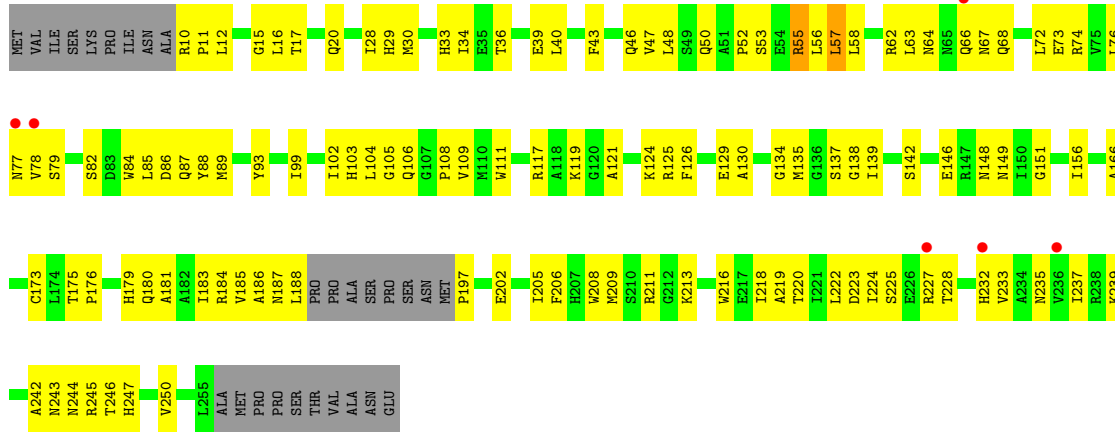 MET VAL ILE SER LYS PRO ILE ASN ALA R10 P11 L12 G15 L16 T17 Q20 I28 H29 M30 H33 I34 E35 T36 E39 L40 F43 Q46 V47 L48 S49 Q50 A51 P52 S53 E54 R55 L56 L57 L58 R62 L63 N64 N65 Q66 N67 Q68 L72 E73 R74 V75 L76
N77 V78 S79 S82 D83 W84 L85 D86 Q87 Y88 M89 Y93 I99 I102 H103 L104 G105 Q106 G107 P108 V109 M110 W111 R117 A118 K119 G120 A121 K124 R125 F126 E129 A130 G134 M135 G136 S137 G138 I139 S142 E146 R147 N148 N149 I150 G151 I156 A166
C173 L174 T175 P176 H179 Q180 A181 A182 I183 R184 V185 A186 N187 L188 PRO PRO ALA SER PRO SER ASN MET P197 E202 I205 F206 H207 W208 M209 S210 R211 G212 K213 W216 E217 I218 A219 T220 I221 L222 D223 I224 S225 E226 R227 T228 H232 V233 A234 N235 V236 I237 R238 K239
A242 N243 N244 R245 T246 H247 V250 L255 ALA MET PRO PRO SER THR VAL ALA ASN GLU